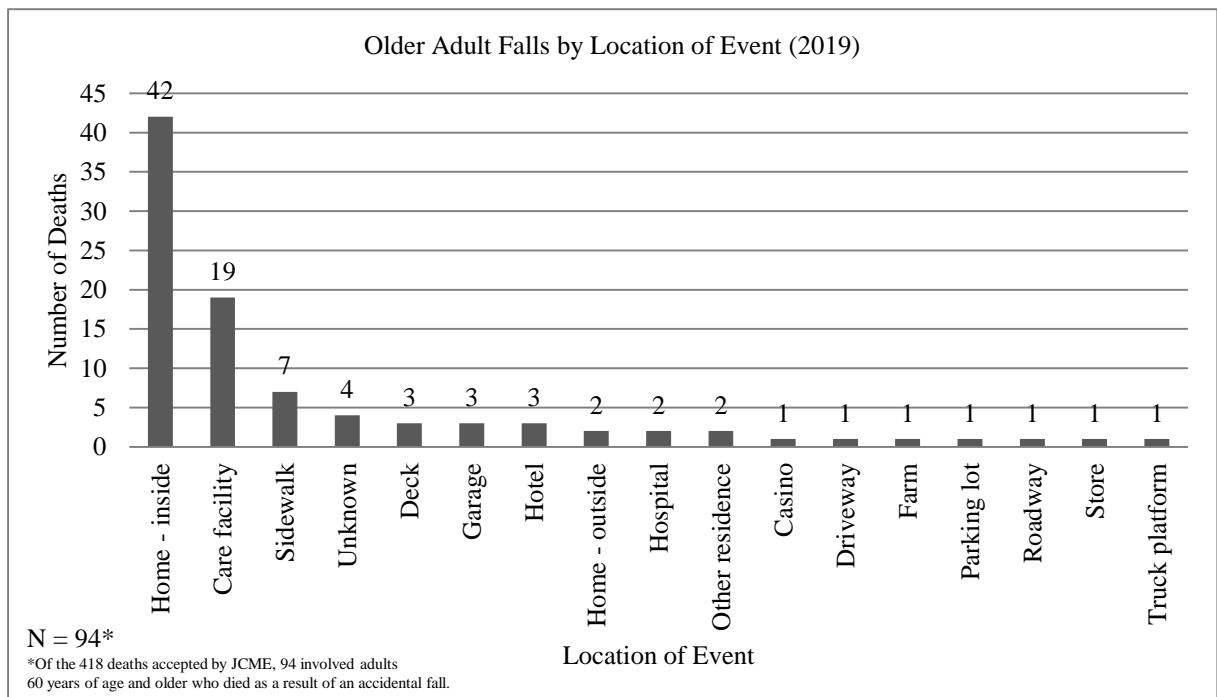 Older Adult Falls by Location of Event (2019)
45
40
35
30
25
20
15
10
5
0
Number of Deaths
42
19
7
4
3
3
3
2
2
2
1
1
1
1
1
1
1
Home - inside
Care facility
Sidewalk
Unknown
Deck
Garage
Hotel
Home - outside
Hospital
Other residence
Casino
Driveway
Farm
Parking lot
Roadway
Store
Truck platform
Location of Event
N = 94*
*Of the 418 deaths accepted by JCME, 94 involved adults
60 years of age and older who died as a result of an accidental fall.